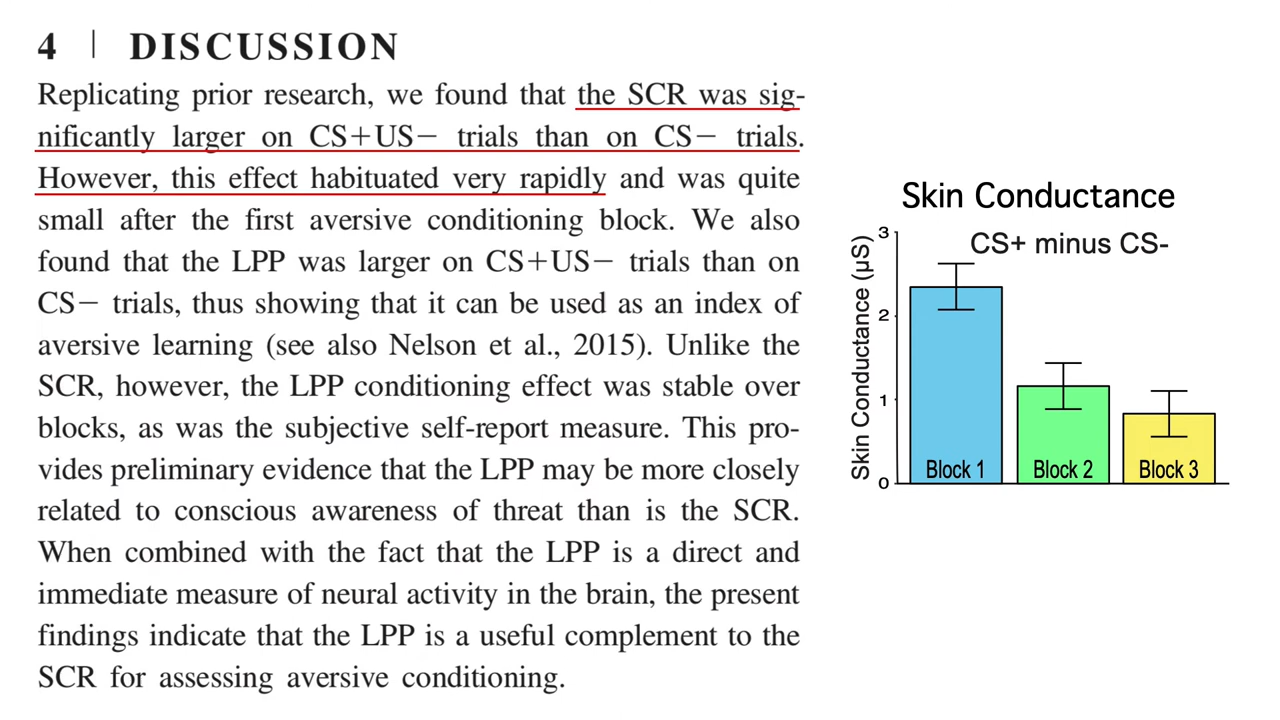 4 | DISCUSSION
Replicating prior research, we found that the SCR was sig-
nificantly larger on CS+US− trials than on CS− trials.
However, this effect habituated very rapidly and was quite
small after the first aversive conditioning block. We also
found that the LPP was larger on CS+US− trials than on
CS− trials, thus showing that it can be used as an index of
aversive learning (see also Nelson et al., 2015). Unlike the
SCR, however, the LPP conditioning effect was stable over
blocks, as was the subjective self-report measure. This pro-
vides preliminary evidence that the LPP may be more closely
related to conscious awareness of threat than is the SCR.
When combined with the fact that the LPP is a direct and
immediate measure of neural activity in the brain, the present
findings indicate that the LPP is a useful complement to the
SCR for assessing aversive conditioning.
Skin Conductance
CS+ minus CS-
Skin Conductance (µS)
3
2
1
0
Block 1
Block 2
Block 3